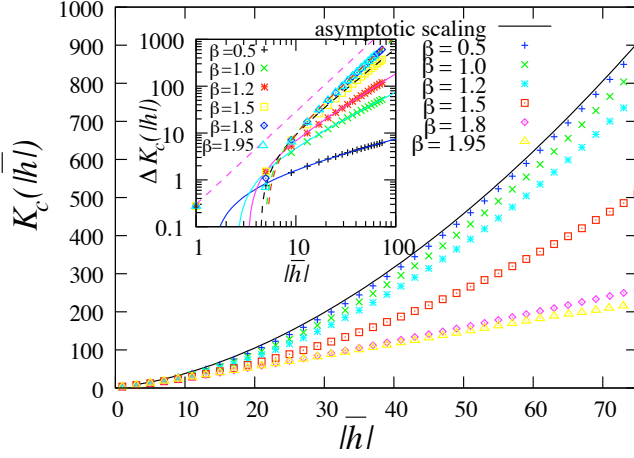 1000
900
800
700
600
500
400
300
200
100
0
0
10
20
30
40
50
60
70
K_c(|h̅|)
|h̅|
asymptotic scaling
β = 0.5
β = 1.0
β = 1.2
β = 1.5
β = 1.8
β = 1.95
1000
100
10
1
0.1
1
10
100
Δ K_c(|h̅|)
|h̅|
β=0.5
β=1.0
β=1.2
β=1.5
β=1.8
β=1.95